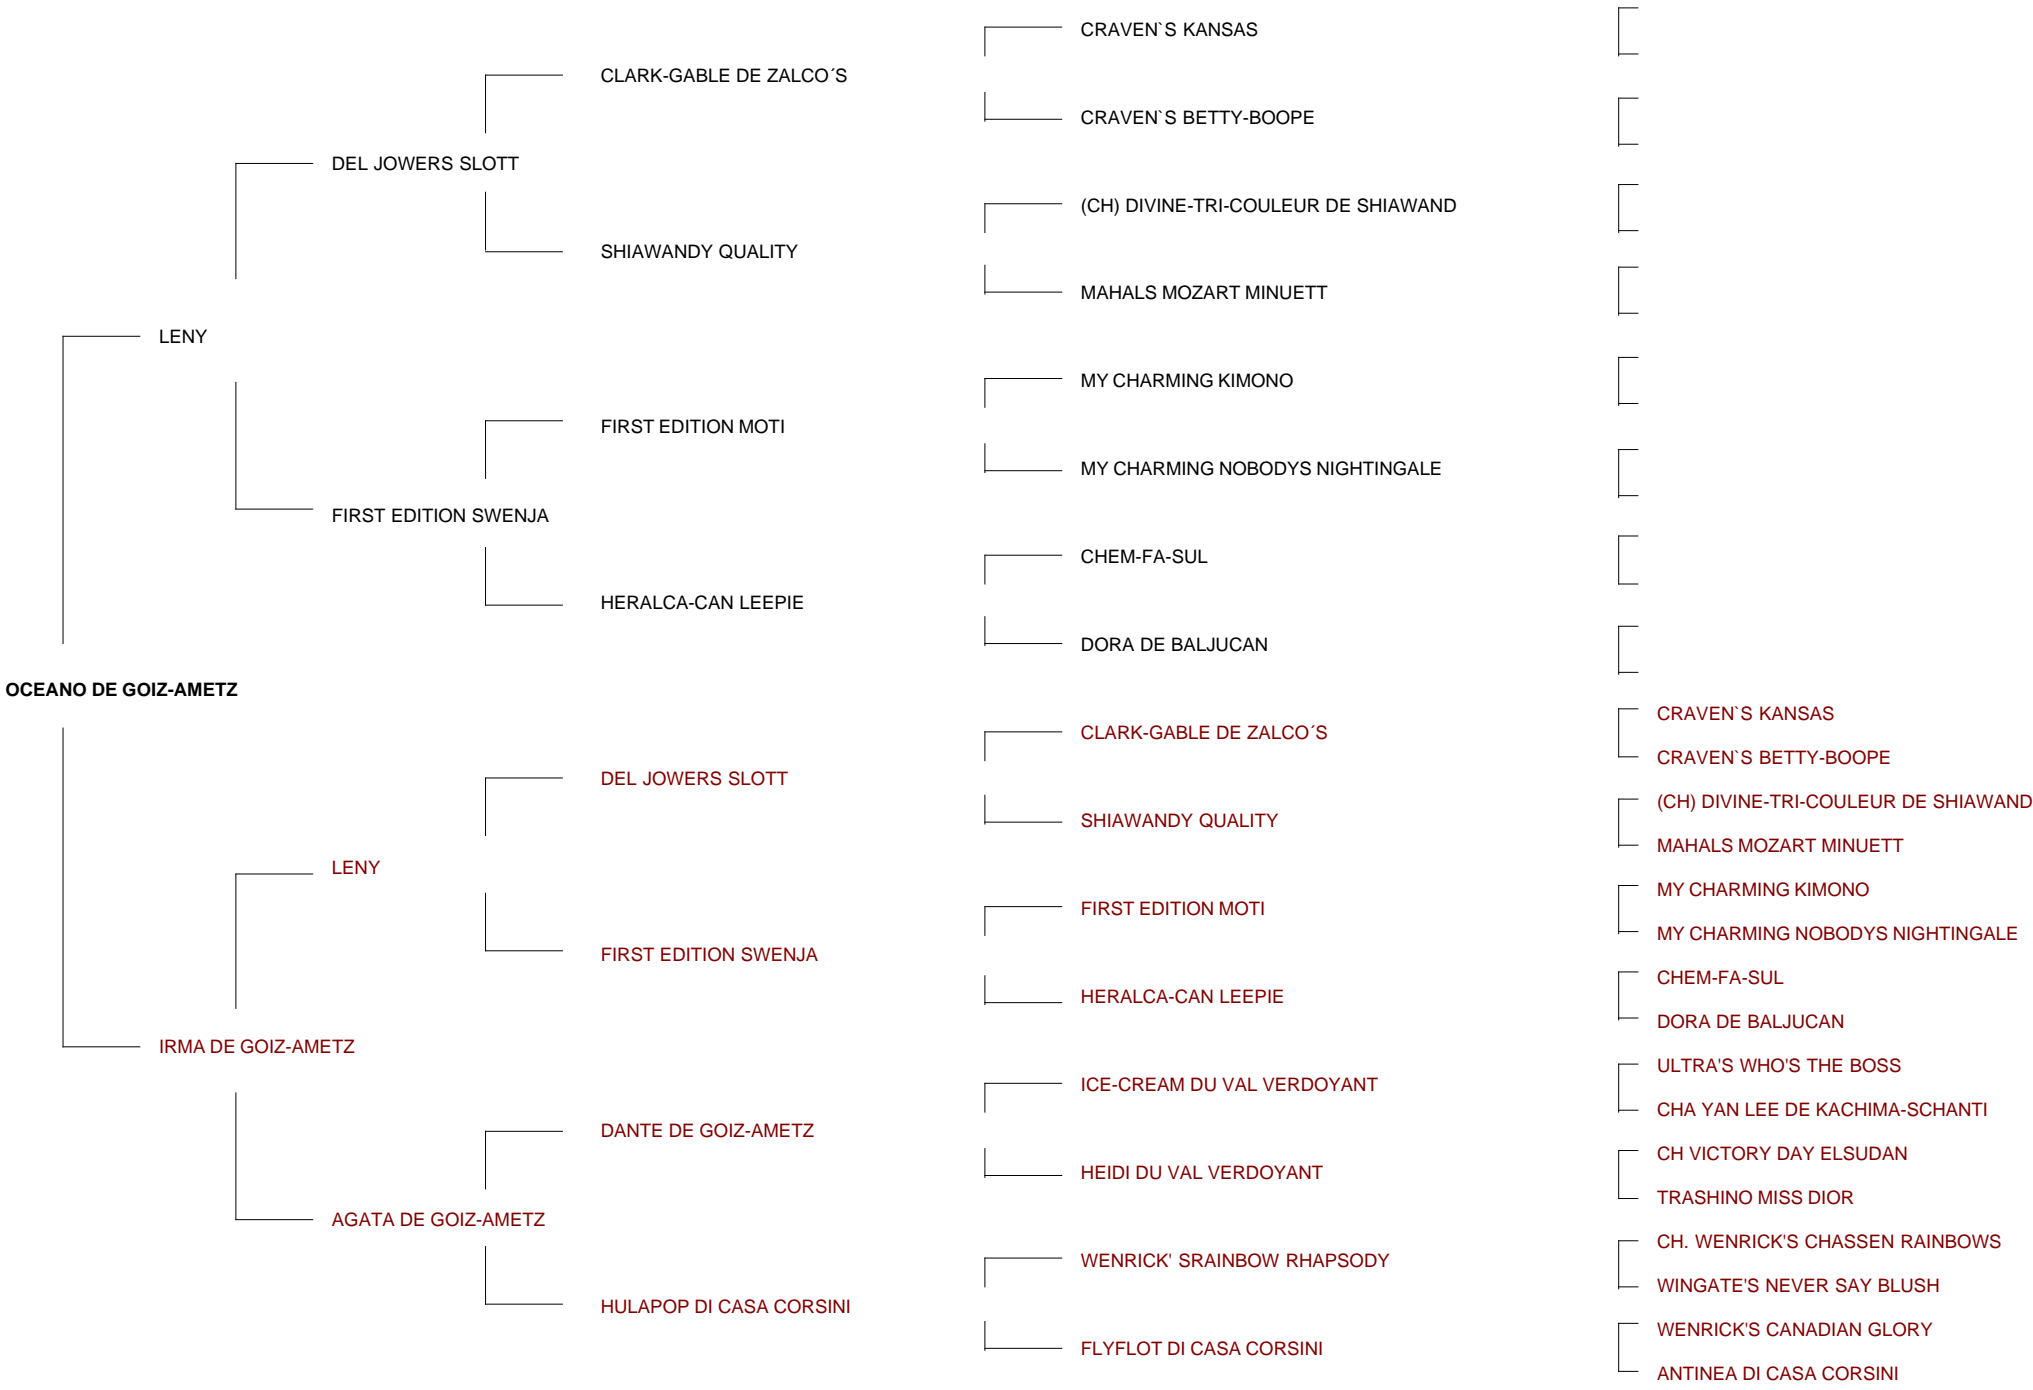 CRAVEN`S KANSAS
CLARK-GABLE DE ZALCO´S
CRAVEN`S BETTY-BOOPE
DEL JOWERS SLOTT
(CH) DIVINE-TRI-COULEUR DE SHIAWAND
SHIAWANDY QUALITY
MAHALS MOZART MINUETT
LENY
MY CHARMING KIMONO
FIRST EDITION MOTI
MY CHARMING NOBODYS NIGHTINGALE
FIRST EDITION SWENJA
CHEM-FA-SUL
HERALCA-CAN LEEPIE
DORA DE BALJUCAN
OCEANO DE GOIZ-AMETZ
CRAVEN`S KANSAS
CLARK-GABLE DE ZALCO´S
CRAVEN`S BETTY-BOOPE
DEL JOWERS SLOTT
(CH) DIVINE-TRI-COULEUR DE SHIAWAND
SHIAWANDY QUALITY
MAHALS MOZART MINUETT
LENY
MY CHARMING KIMONO
FIRST EDITION MOTI
MY CHARMING NOBODYS NIGHTINGALE
FIRST EDITION SWENJA
CHEM-FA-SUL
HERALCA-CAN LEEPIE
DORA DE BALJUCAN
IRMA DE GOIZ-AMETZ
ULTRA'S WHO'S THE BOSS
ICE-CREAM DU VAL VERDOYANT
CHA YAN LEE DE KACHIMA-SCHANTI
DANTE DE GOIZ-AMETZ
CH VICTORY DAY ELSUDAN
HEIDI DU VAL VERDOYANT
TRASHINO MISS DIOR
AGATA DE GOIZ-AMETZ
CH. WENRICK'S CHASSEN RAINBOWS
WENRICK' SRAINBOW RHAPSODY
WINGATE'S NEVER SAY BLUSH
HULAPOP DI CASA CORSINI
WENRICK'S CANADIAN GLORY
FLYFLOT DI CASA CORSINI
ANTINEA DI CASA CORSINI